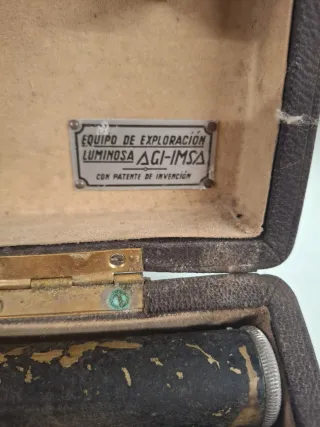 EQUIPO DE EXPLORACIÓN
LUMINOSA AGI-IMSA
CON PATENTE DE INVENCIÓN